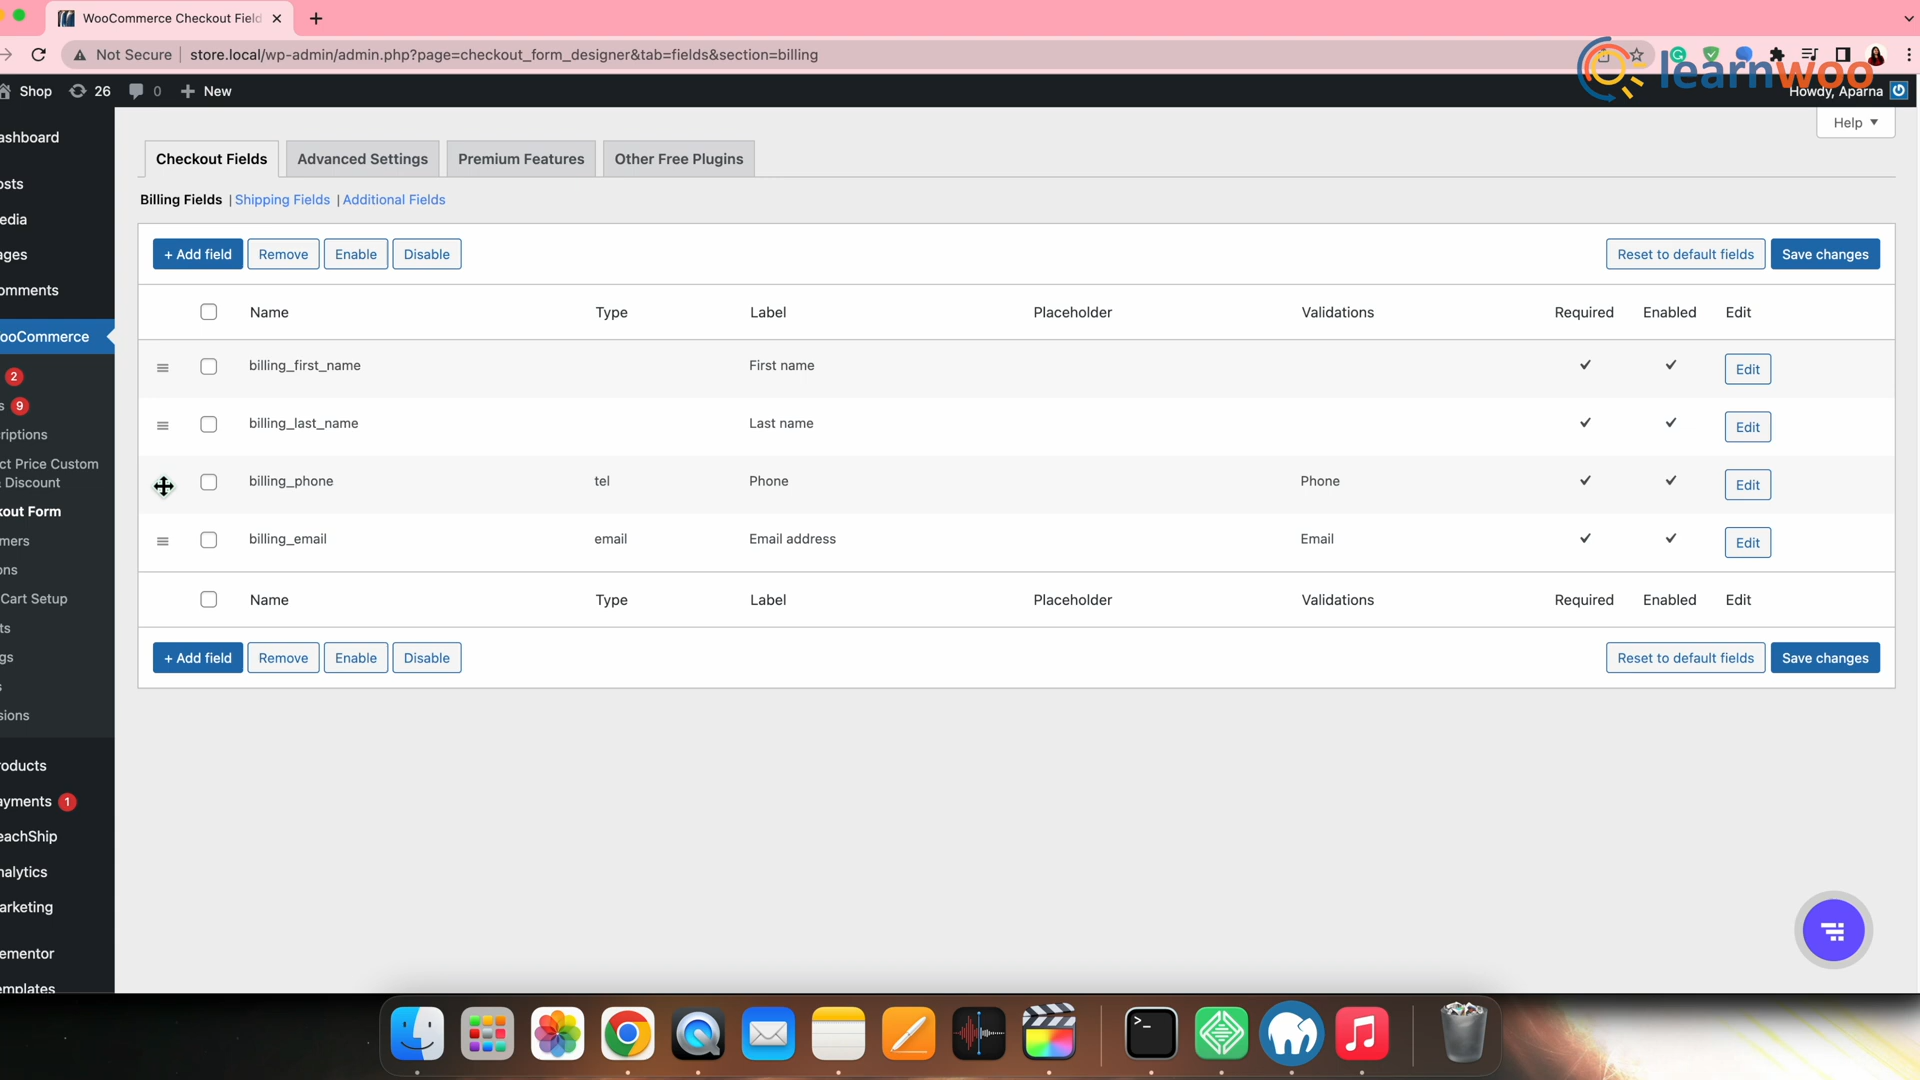 WooCommerce Checkout Field
Not Secure store.local/wp-admin/admin.php?page=checkout_form_designer&tab=fields&section=billing
learnwoo
Shop 26 0 New Howdy, Aparna
Help
ashboard
osts
edia
ages
omments
ooCommerce
2
s 9
riptions
ct Price Custom
& Discount
kout Form
mers
ons
Cart Setup
ts
gs
s
sions
oducts
ayments 1
eachShip
nalytics
arketing
ementor
emplates
Checkout Fields Advanced Settings Premium Features Other Free Plugins
Billing Fields | Shipping Fields | Additional Fields
+ Add field Remove Enable Disable Reset to default fields Save changes
Name Type Label Placeholder Validations Required Enabled Edit
billing_first_name First name Edit
billing_last_name Last name Edit
billing_phone tel Phone Phone Edit
billing_email email Email address Email Edit
Name Type Label Placeholder Validations Required Enabled Edit
+ Add field Remove Enable Disable Reset to default fields Save changes